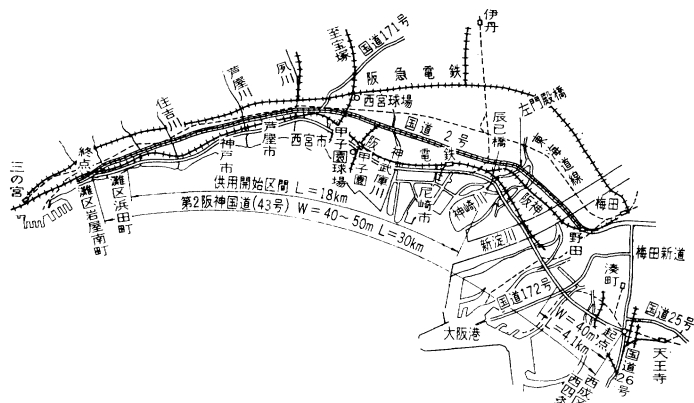 伊丹
国道171号
至宝塚
夙川
芦屋川
住吉川
阪急電鉄
西宮球場
左門殿橋
国道2号
辰巳橋
東海道線
終点
三の宮
灘区岩屋南町
灘区浜田町
神戸市
芦屋市
西宮市
甲子園球場
甲子園
阪神電鉄
武庫川
尼崎市
神崎川
阪神
梅田
供用開始区間 L=18km
第2阪神国道(43号) W=40~50m L=30km
新淀川
野田
梅田新道
湊町
国道172号
大阪港
W=40m
L=4.1km
起点
国道25号
天王寺
国道26号
西成区